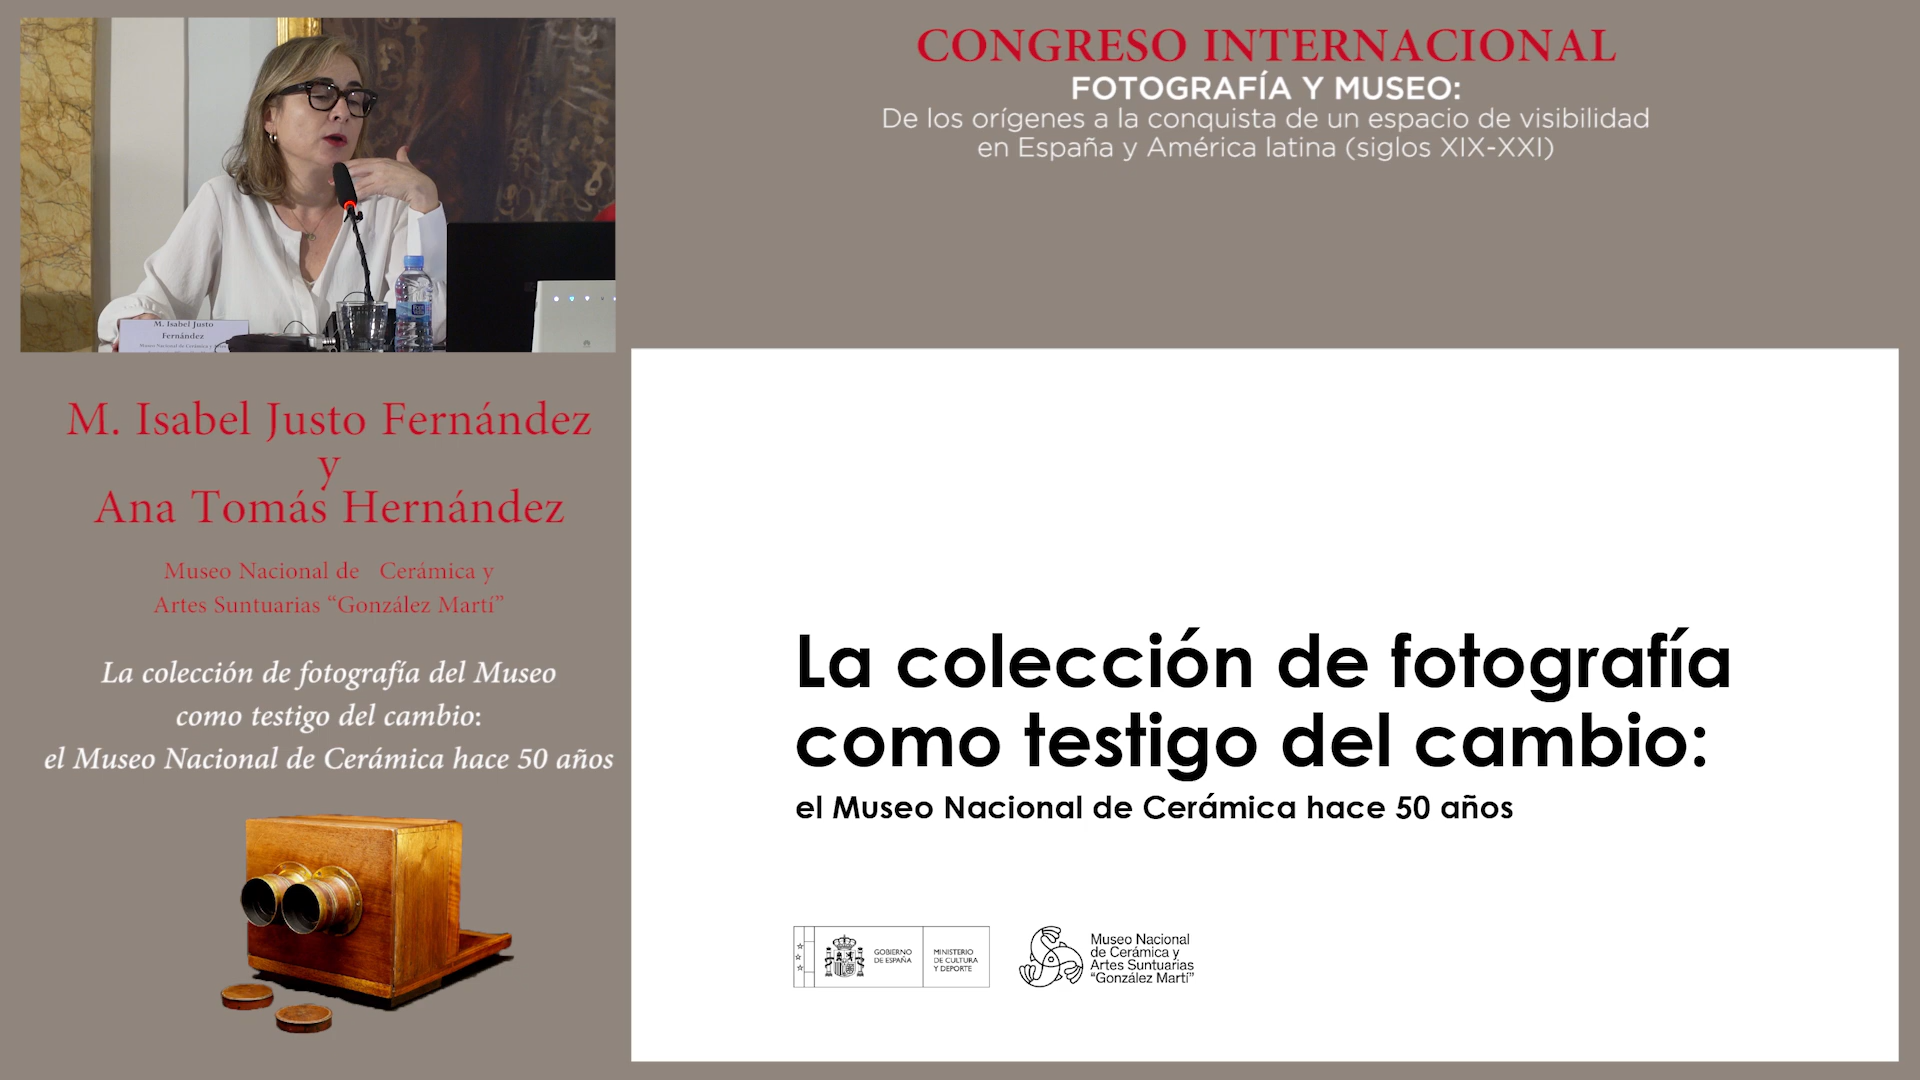 CONGRESO INTERNACIONAL
FOTOGRAFÍA Y MUSEO:
De los orígenes a la conquista de un espacio de visibilidad
en España y América latina (siglos XIX-XXI)
M. Isabel Justo
Fernández
M. Isabel Justo Fernández
y
Ana Tomás Hernández
Museo Nacional de Cerámica y
Artes Suntuarias “González Martí”
La colección de fotografía del Museo
como testigo del cambio:
el Museo Nacional de Cerámica hace 50 años
La colección de fotografía
como testigo del cambio:
el Museo Nacional de Cerámica hace 50 años
GOBIERNO
DE ESPAÑA
MINISTERIO
DE CULTURA
Y DEPORTE
Museo Nacional
de Cerámica y
Artes Suntuarias
“González Martí”